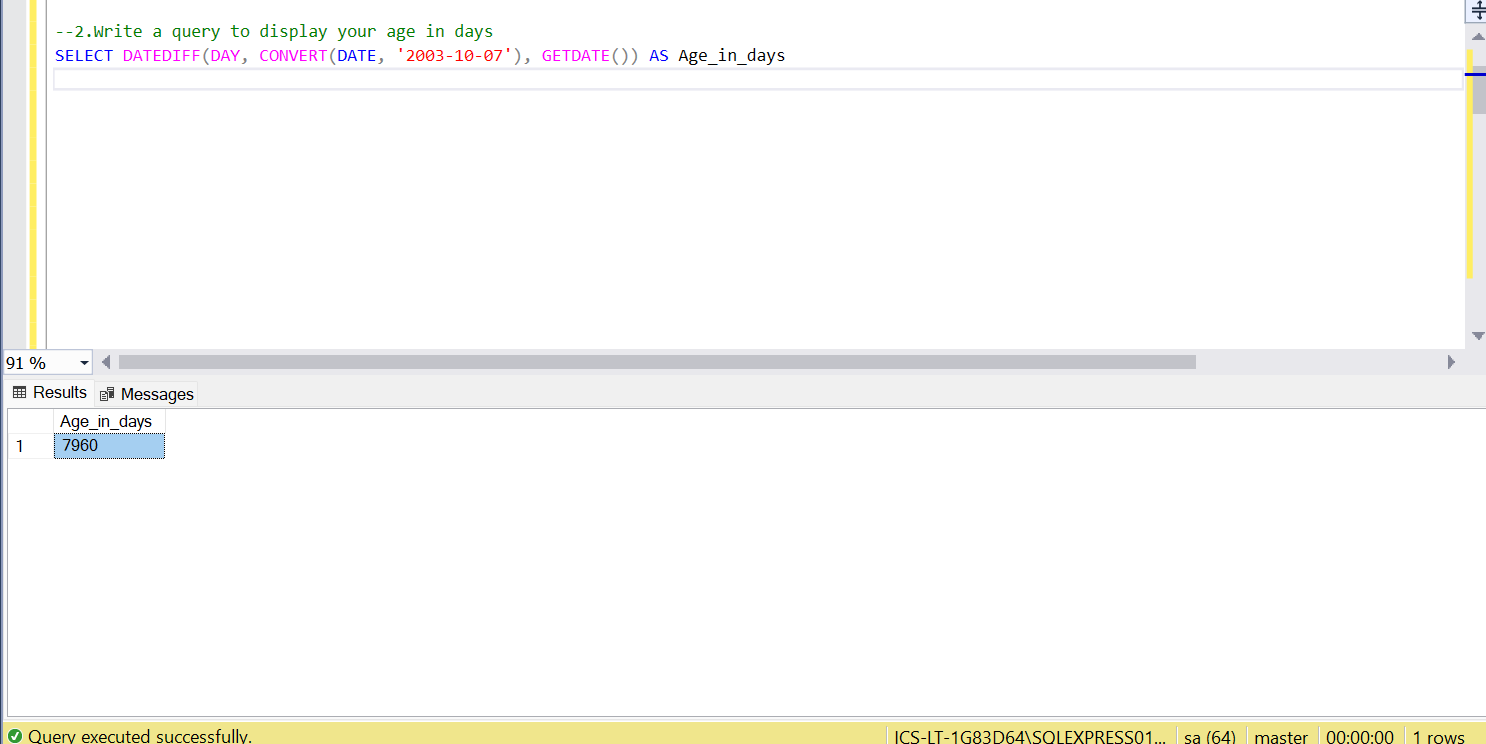 --2.Write a query to display your age in days
SELECT DATEDIFF(DAY, CONVERT(DATE, '2003-10-07'), GETDATE()) AS Age_in_days
91 %
Results Messages
Age_in_days
1 7960
Query executed successfully. ICS-LT-1G83D64\SQLEXPRESS01... sa (64) master 00:00:00 1 rows